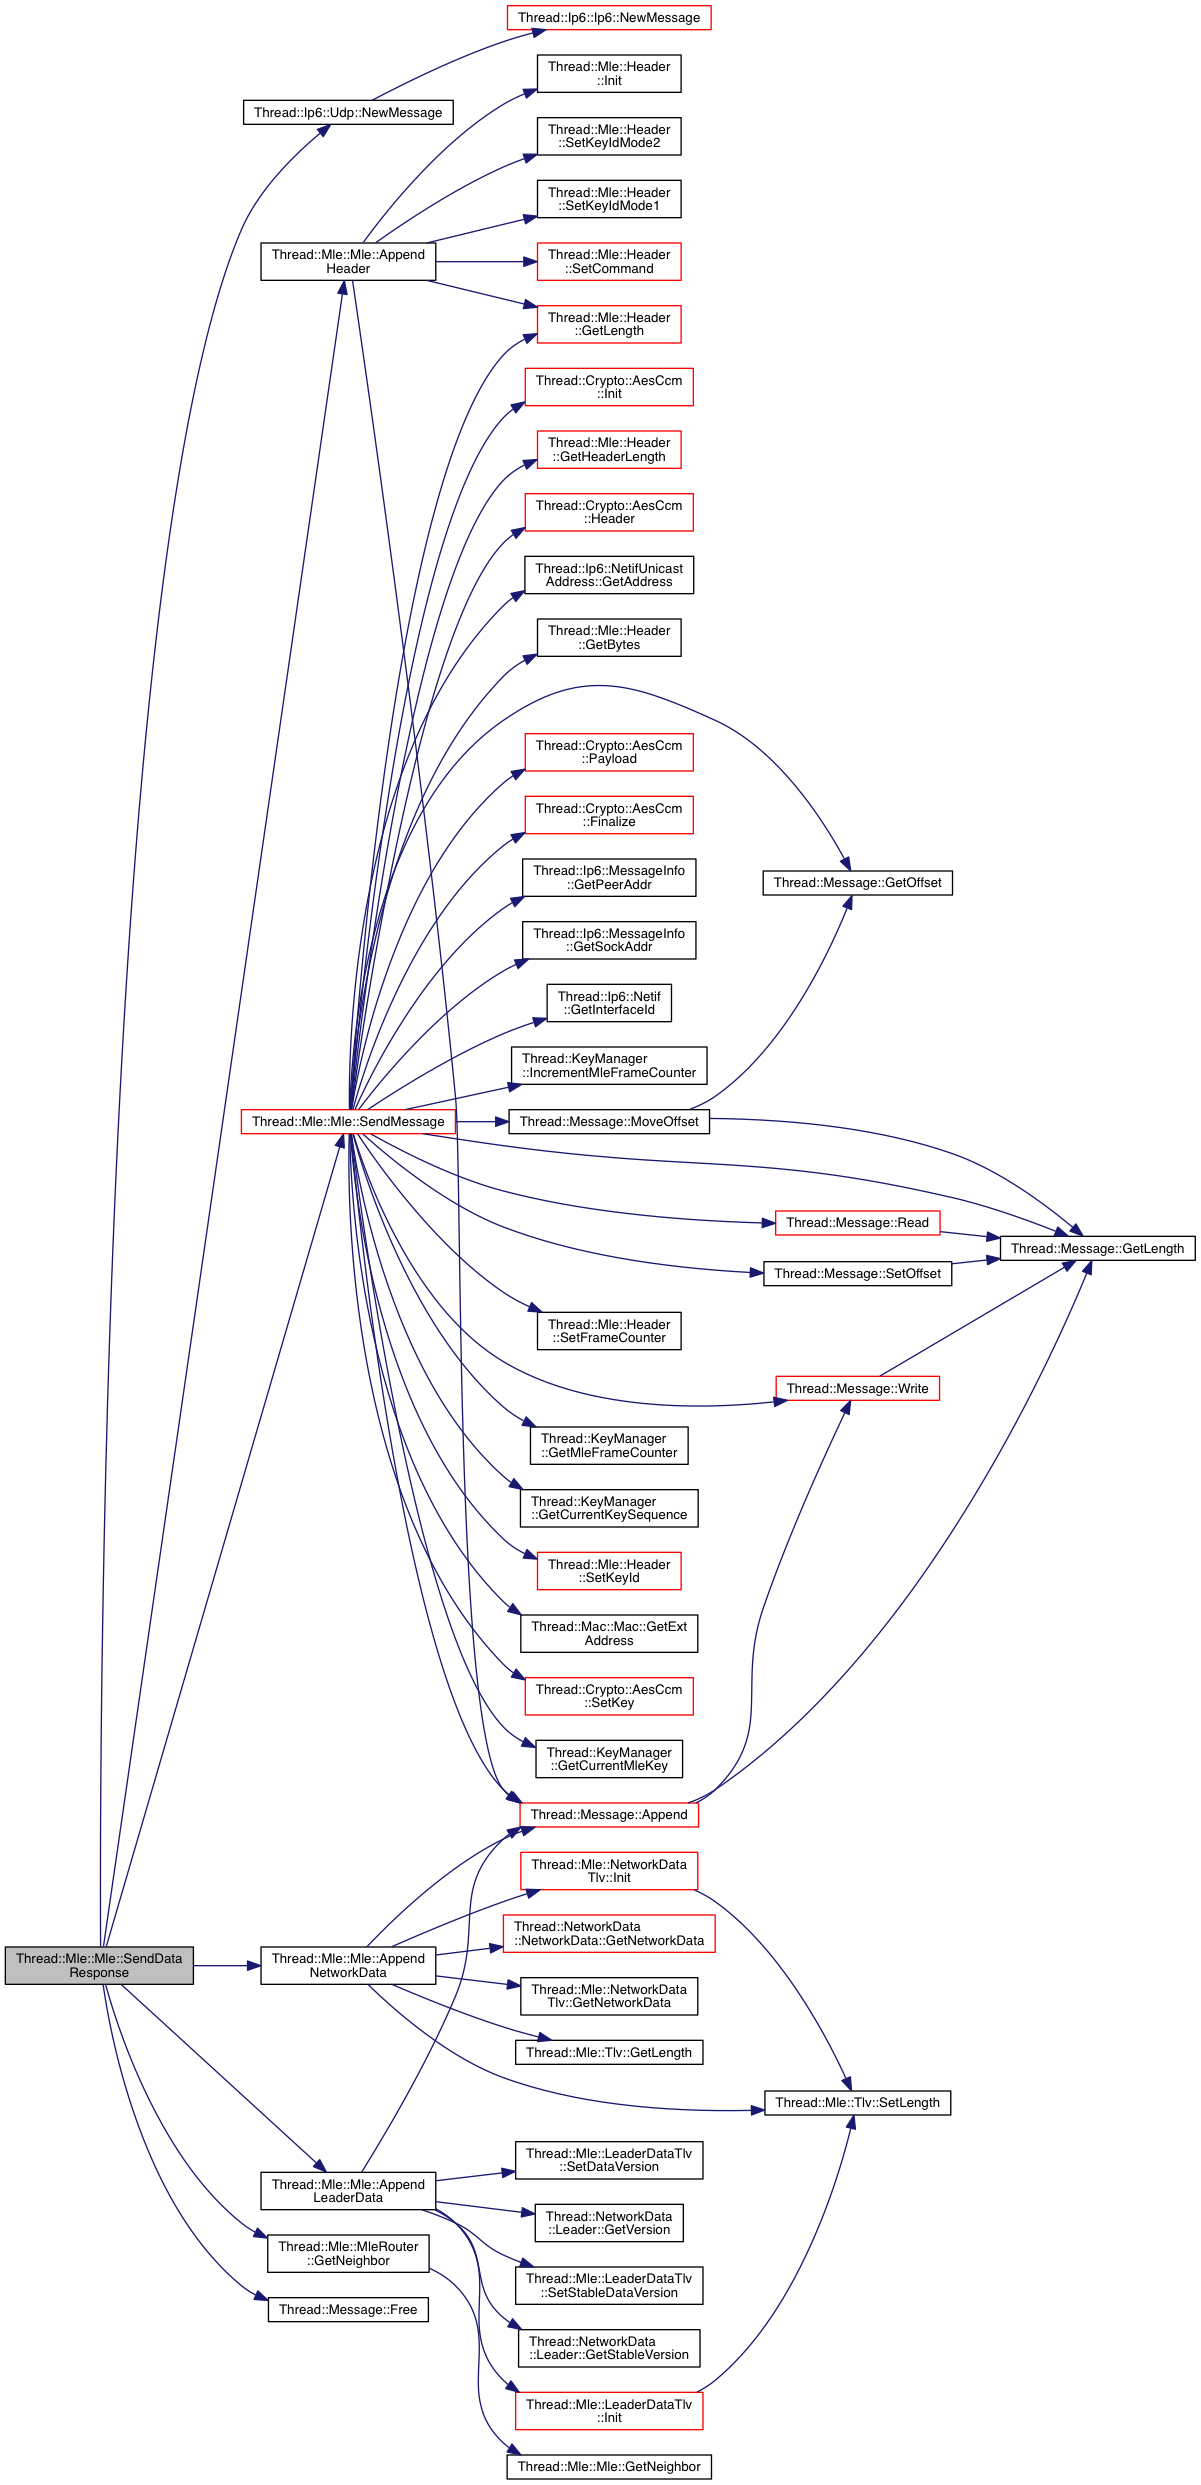 Thread::Ip6::Ip6::NewMessage
Thread::Mle::Header
::Init
Thread::Ip6::Udp::NewMessage
Thread::Mle::Header
::SetKeyIdMode2
Thread::Mle::Header
::SetKeyIdMode1
Thread::Mle::Mle::Append
Header
Thread::Mle::Header
::SetCommand
Thread::Mle::Header
::GetLength
Thread::Crypto::AesCcm
::Init
Thread::Mle::Header
::GetHeaderLength
Thread::Crypto::AesCcm
::Header
Thread::Ip6::NetifUnicast
Address::GetAddress
Thread::Mle::Header
::GetBytes
Thread::Crypto::AesCcm
::Payload
Thread::Crypto::AesCcm
::Finalize
Thread::Ip6::MessageInfo
::GetPeerAddr
Thread::Message::GetOffset
Thread::Ip6::MessageInfo
::GetSockAddr
Thread::Ip6::Netif
::GetInterfaceId
Thread::KeyManager
::IncrementMleFrameCounter
Thread::Mle::Mle::SendMessage
Thread::Message::MoveOffset
Thread::Message::Read
Thread::Message::GetLength
Thread::Message::SetOffset
Thread::Mle::Header
::SetFrameCounter
Thread::Message::Write
Thread::KeyManager
::GetMleFrameCounter
Thread::KeyManager
::GetCurrentKeySequence
Thread::Mle::Header
::SetKeyId
Thread::Mac::Mac::GetExt
Address
Thread::Crypto::AesCcm
::SetKey
Thread::KeyManager
::GetCurrentMleKey
Thread::Message::Append
Thread::Mle::NetworkData
Tlv::Init
Thread::NetworkData
::NetworkData::GetNetworkData
Thread::Mle::Mle::SendData
Response
Thread::Mle::Mle::Append
NetworkData
Thread::Mle::NetworkData
Tlv::GetNetworkData
Thread::Mle::Tlv::GetLength
Thread::Mle::Tlv::SetLength
Thread::Mle::LeaderDataTlv
::SetDataVersion
Thread::Mle::Mle::Append
LeaderData
Thread::NetworkData
::Leader::GetVersion
Thread::Mle::MleRouter
::GetNeighbor
Thread::Mle::LeaderDataTlv
::SetStableDataVersion
Thread::Message::Free
Thread::NetworkData
::Leader::GetStableVersion
Thread::Mle::LeaderDataTlv
::Init
Thread::Mle::Mle::GetNeighbor